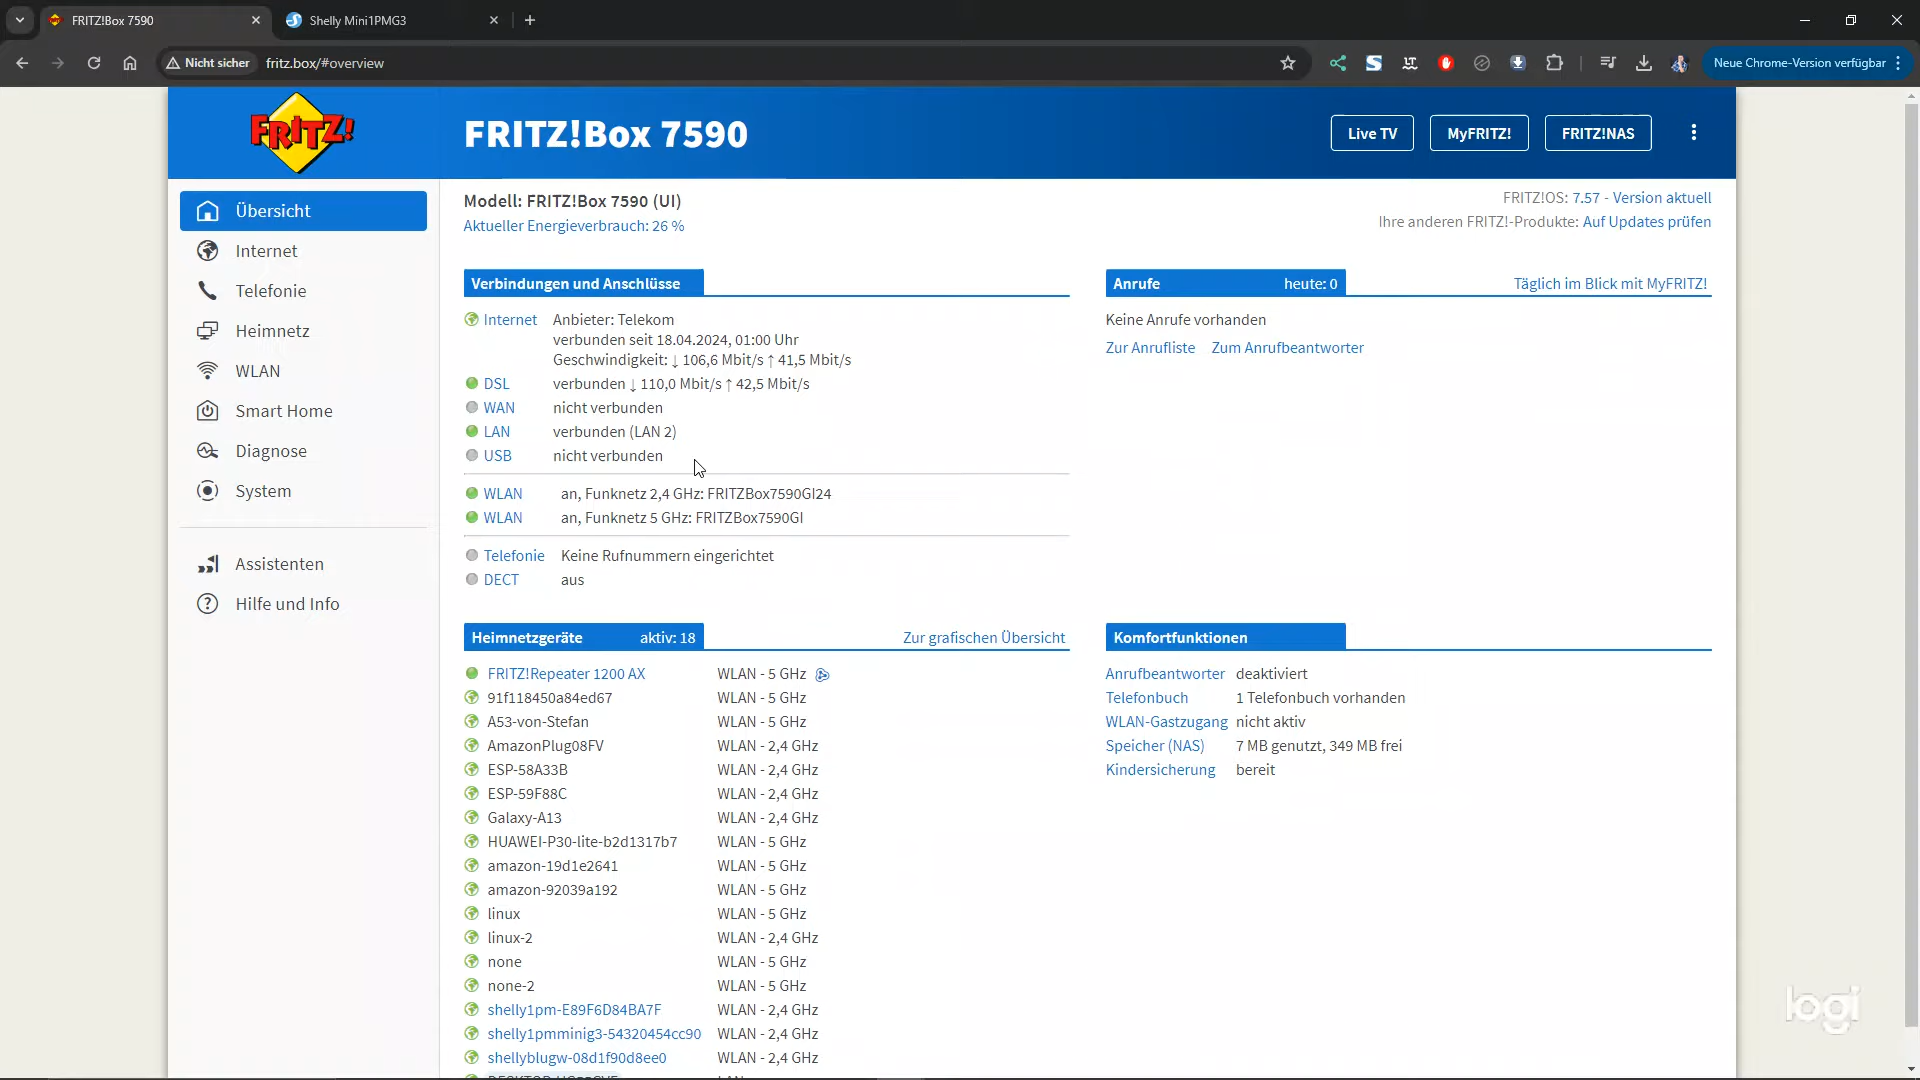 FRITZ!Box 7590
Shelly Mini1PMG3
Nicht sicher
fritz.box/#overview
Neue Chrome-Version verfügbar
FRITZ!
FRITZ!Box 7590
Live TV
MyFRITZ!
FRITZ!NAS
Übersicht
Internet
Telefonie
Heimnetz
WLAN
Smart Home
Diagnose
System
Assistenten
Hilfe und Info
Modell: FRITZ!Box 7590 (UI)
Aktueller Energieverbrauch: 26 %
FRITZ!OS: 7.57 - Version aktuell
Ihre anderen FRITZ!-Produkte: Auf Updates prüfen
Verbindungen und Anschlüsse
Internet Anbieter: Telekom
verbunden seit 18.04.2024, 01:00 Uhr
Geschwindigkeit: ↓ 106,6 Mbit/s ↑ 41,5 Mbit/s
DSL verbunden ↓ 110,0 Mbit/s ↑ 42,5 Mbit/s
WAN nicht verbunden
LAN verbunden (LAN 2)
USB nicht verbunden
WLAN an, Funknetz 2,4 GHz: FRITZBox7590GI24
WLAN an, Funknetz 5 GHz: FRITZBox7590GI
Telefonie Keine Rufnummern eingerichtet
DECT aus
Anrufe heute: 0 Täglich im Blick mit MyFRITZ!
Keine Anrufe vorhanden
Zur Anrufliste Zum Anrufbeantworter
Heimnetzgeräte aktiv: 18 Zur grafischen Übersicht
FRITZ!Repeater 1200 AX WLAN - 5 GHz
91f118450a84ed67 WLAN - 5 GHz
A53-von-Stefan WLAN - 5 GHz
AmazonPlug08FV WLAN - 2,4 GHz
ESP-58A33B WLAN - 2,4 GHz
ESP-59F88C WLAN - 2,4 GHz
Galaxy-A13 WLAN - 2,4 GHz
HUAWEI-P30-lite-b2d1317b7 WLAN - 5 GHz
amazon-19d1e2641 WLAN - 5 GHz
amazon-92039a192 WLAN - 5 GHz
linux WLAN - 5 GHz
linux-2 WLAN - 2,4 GHz
none WLAN - 5 GHz
none-2 WLAN - 5 GHz
shelly1pm-E89F6D84BA7F WLAN - 2,4 GHz
shelly1pmminig3-54320454cc90 WLAN - 2,4 GHz
shellyblugw-08d1f90d8ee0 WLAN - 2,4 GHz
Komfortfunktionen
Anrufbeantworter deaktiviert
Telefonbuch 1 Telefonbuch vorhanden
WLAN-Gastzugang nicht aktiv
Speicher (NAS) 7 MB genutzt, 349 MB frei
Kindersicherung bereit
logi